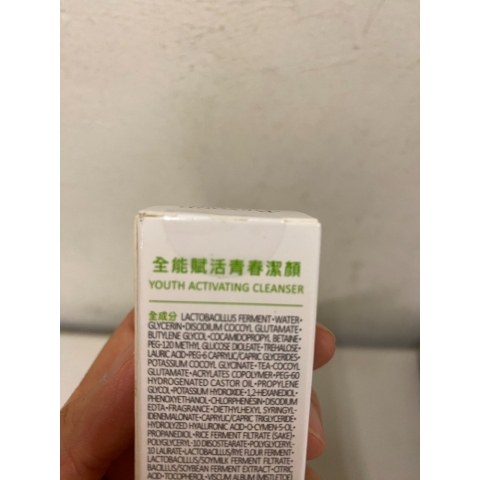 全能賦活青春潔顏
YOUTH ACTIVATING CLEANSER
全成分 LACTOBACILLUS FERMENT•WATER•
GLYCERIN•DISODIUM COCOYL GLUTAMATE•
BUTYLENE GLYCOL•COCAMIDOPROPYL BETAINE•
PEG-120 METHYL GLUCOSE DIOLEATE•TREHALOSE•
LAURIC ACID•PEG-6 CAPRYLIC/CAPRIC GLYCERIDES•
POTASSIUM COCOYL GLYCINATE•TEA-COCOYL
GLUTAMATE•ACRYLATES COPOLYMER•PEG-60
HYDROGENATED CASTOR OIL•PROPYLENE
GLYCOL•POTASSIUM HYDROXIDE•1,2-HEXANEDIOL•
PHENOXYETHANOL•CHLORPHENESIN•DISODIUM
EDTA•FRAGRANCE•DIETHYLHEXYL SYRINGYL-
IDENEMALONATE•CAPRYLIC/CAPRIC TRIGLYCERIDE•
HYDROLYZED HYALURONIC ACID•O-CYMEN-5-OL•
PROPANEDIOL•RICE FERMENT FILTRATE (SAKE)•
POLYGLYCERYL-10 DIISOSTEARATE•POLYGLYCERYL-
10 LAURATE•LACTOBACILLUS/RYE FLOUR FERMENT•
LACTOBACILLUS/SOYMILK FERMENT FILTRATE•
BACILLUS/SOYBEAN FERMENT EXTRACT•CITRIC
ACID•TOCOPHEROL•VISCUM ALBUM (MISTLETOE)